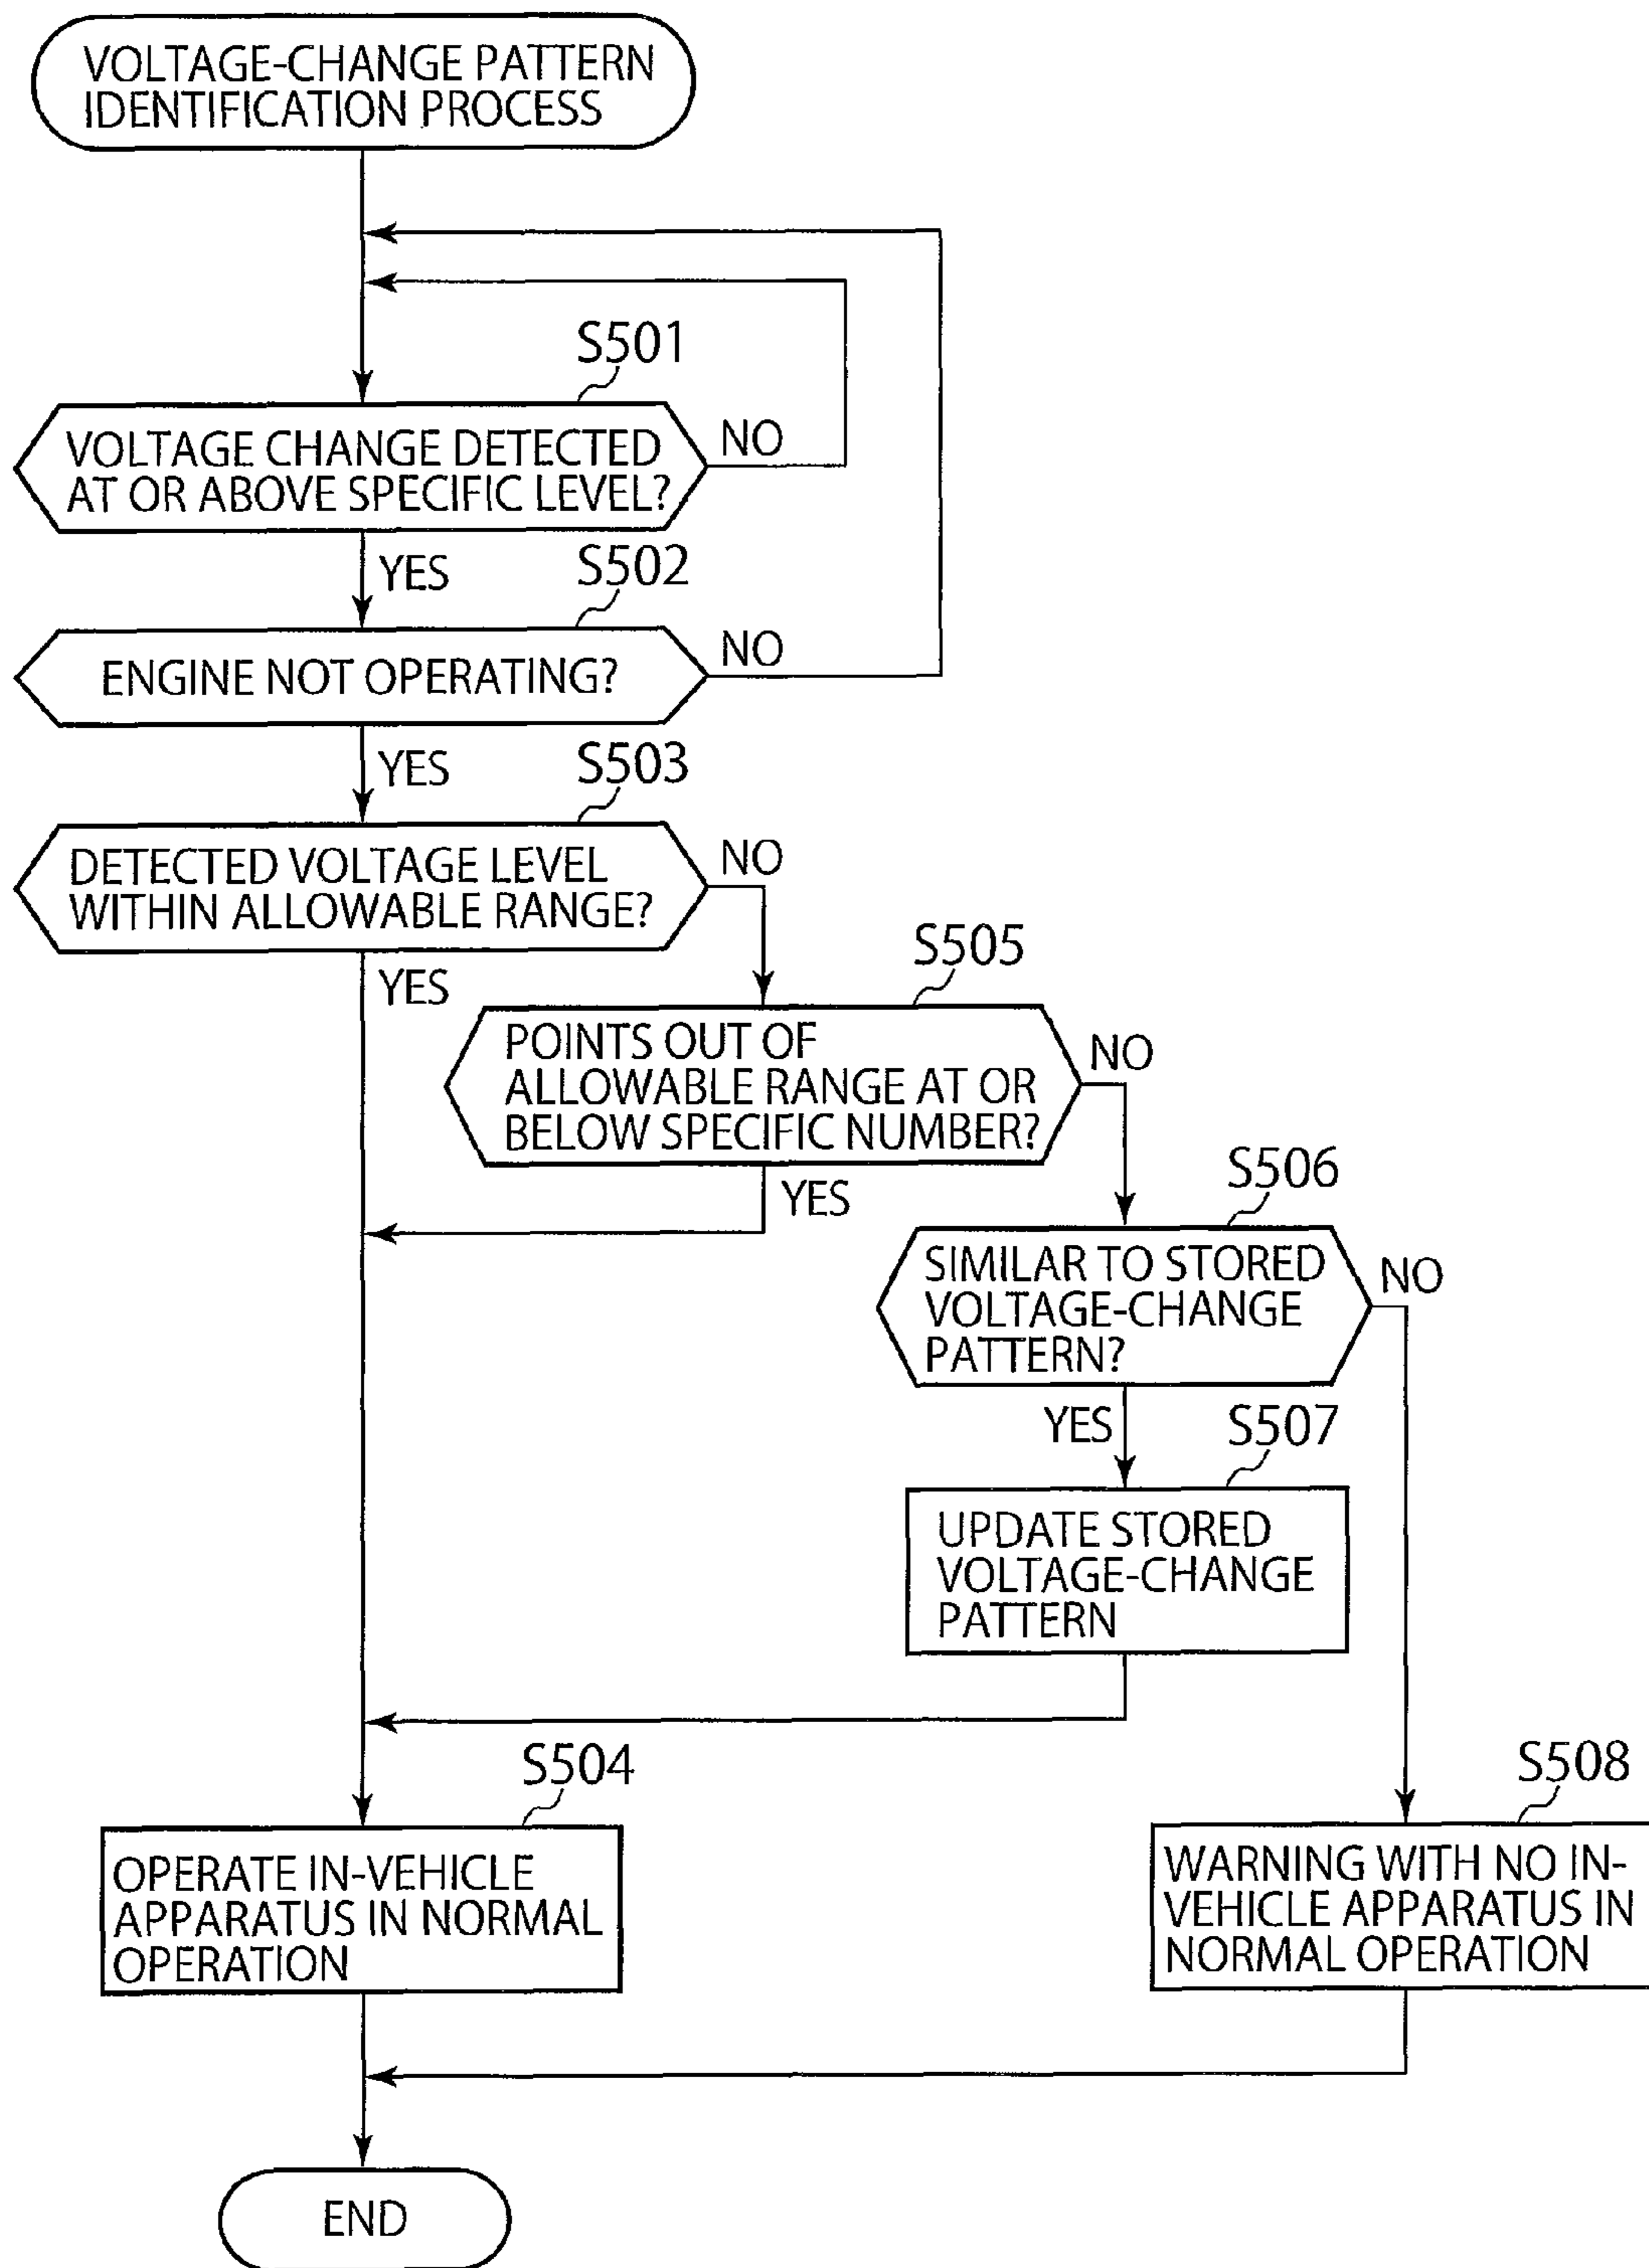 VOLTAGE-CHANGE PATTERN
IDENTIFICATION PROCESS
S501
VOLTAGE CHANGE DETECTED
AT OR ABOVE SPECIFIC LEVEL?
NO
YES
S502
ENGINE NOT OPERATING?
NO
YES
S503
DETECTED VOLTAGE LEVEL
WITHIN ALLOWABLE RANGE?
NO
YES
S505
POINTS OUT OF
ALLOWABLE RANGE AT OR
BELOW SPECIFIC NUMBER?
NO
YES
S506
SIMILAR TO STORED
VOLTAGE-CHANGE
PATTERN?
NO
YES
S507
UPDATE STORED
VOLTAGE-CHANGE
PATTERN
S504
OPERATE IN-VEHICLE
APPARATUS IN NORMAL
OPERATION
S508
WARNING WITH NO IN-
VEHICLE APPARATUS IN
NORMAL OPERATION
END